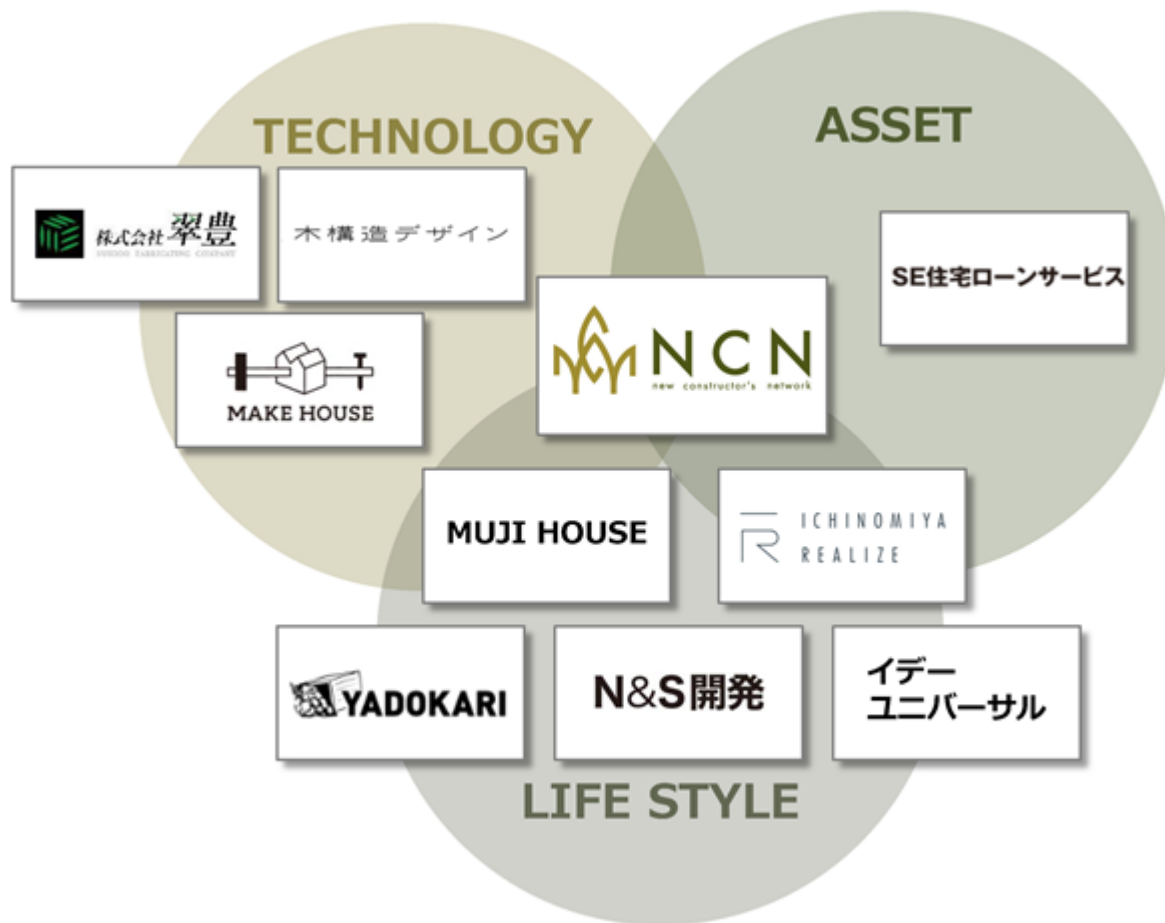 TECHNOLOGY
ASSET
株式会社 翠豊
木構造デザイン
SE住宅ローンサービス
NCN
new constructor's network
MAKE HOUSE
MUJI HOUSE
ICHINOMIYA
REALIZE
YADOKARI
N&S開発
イデー
ユニバーサル
LIFE STYLE